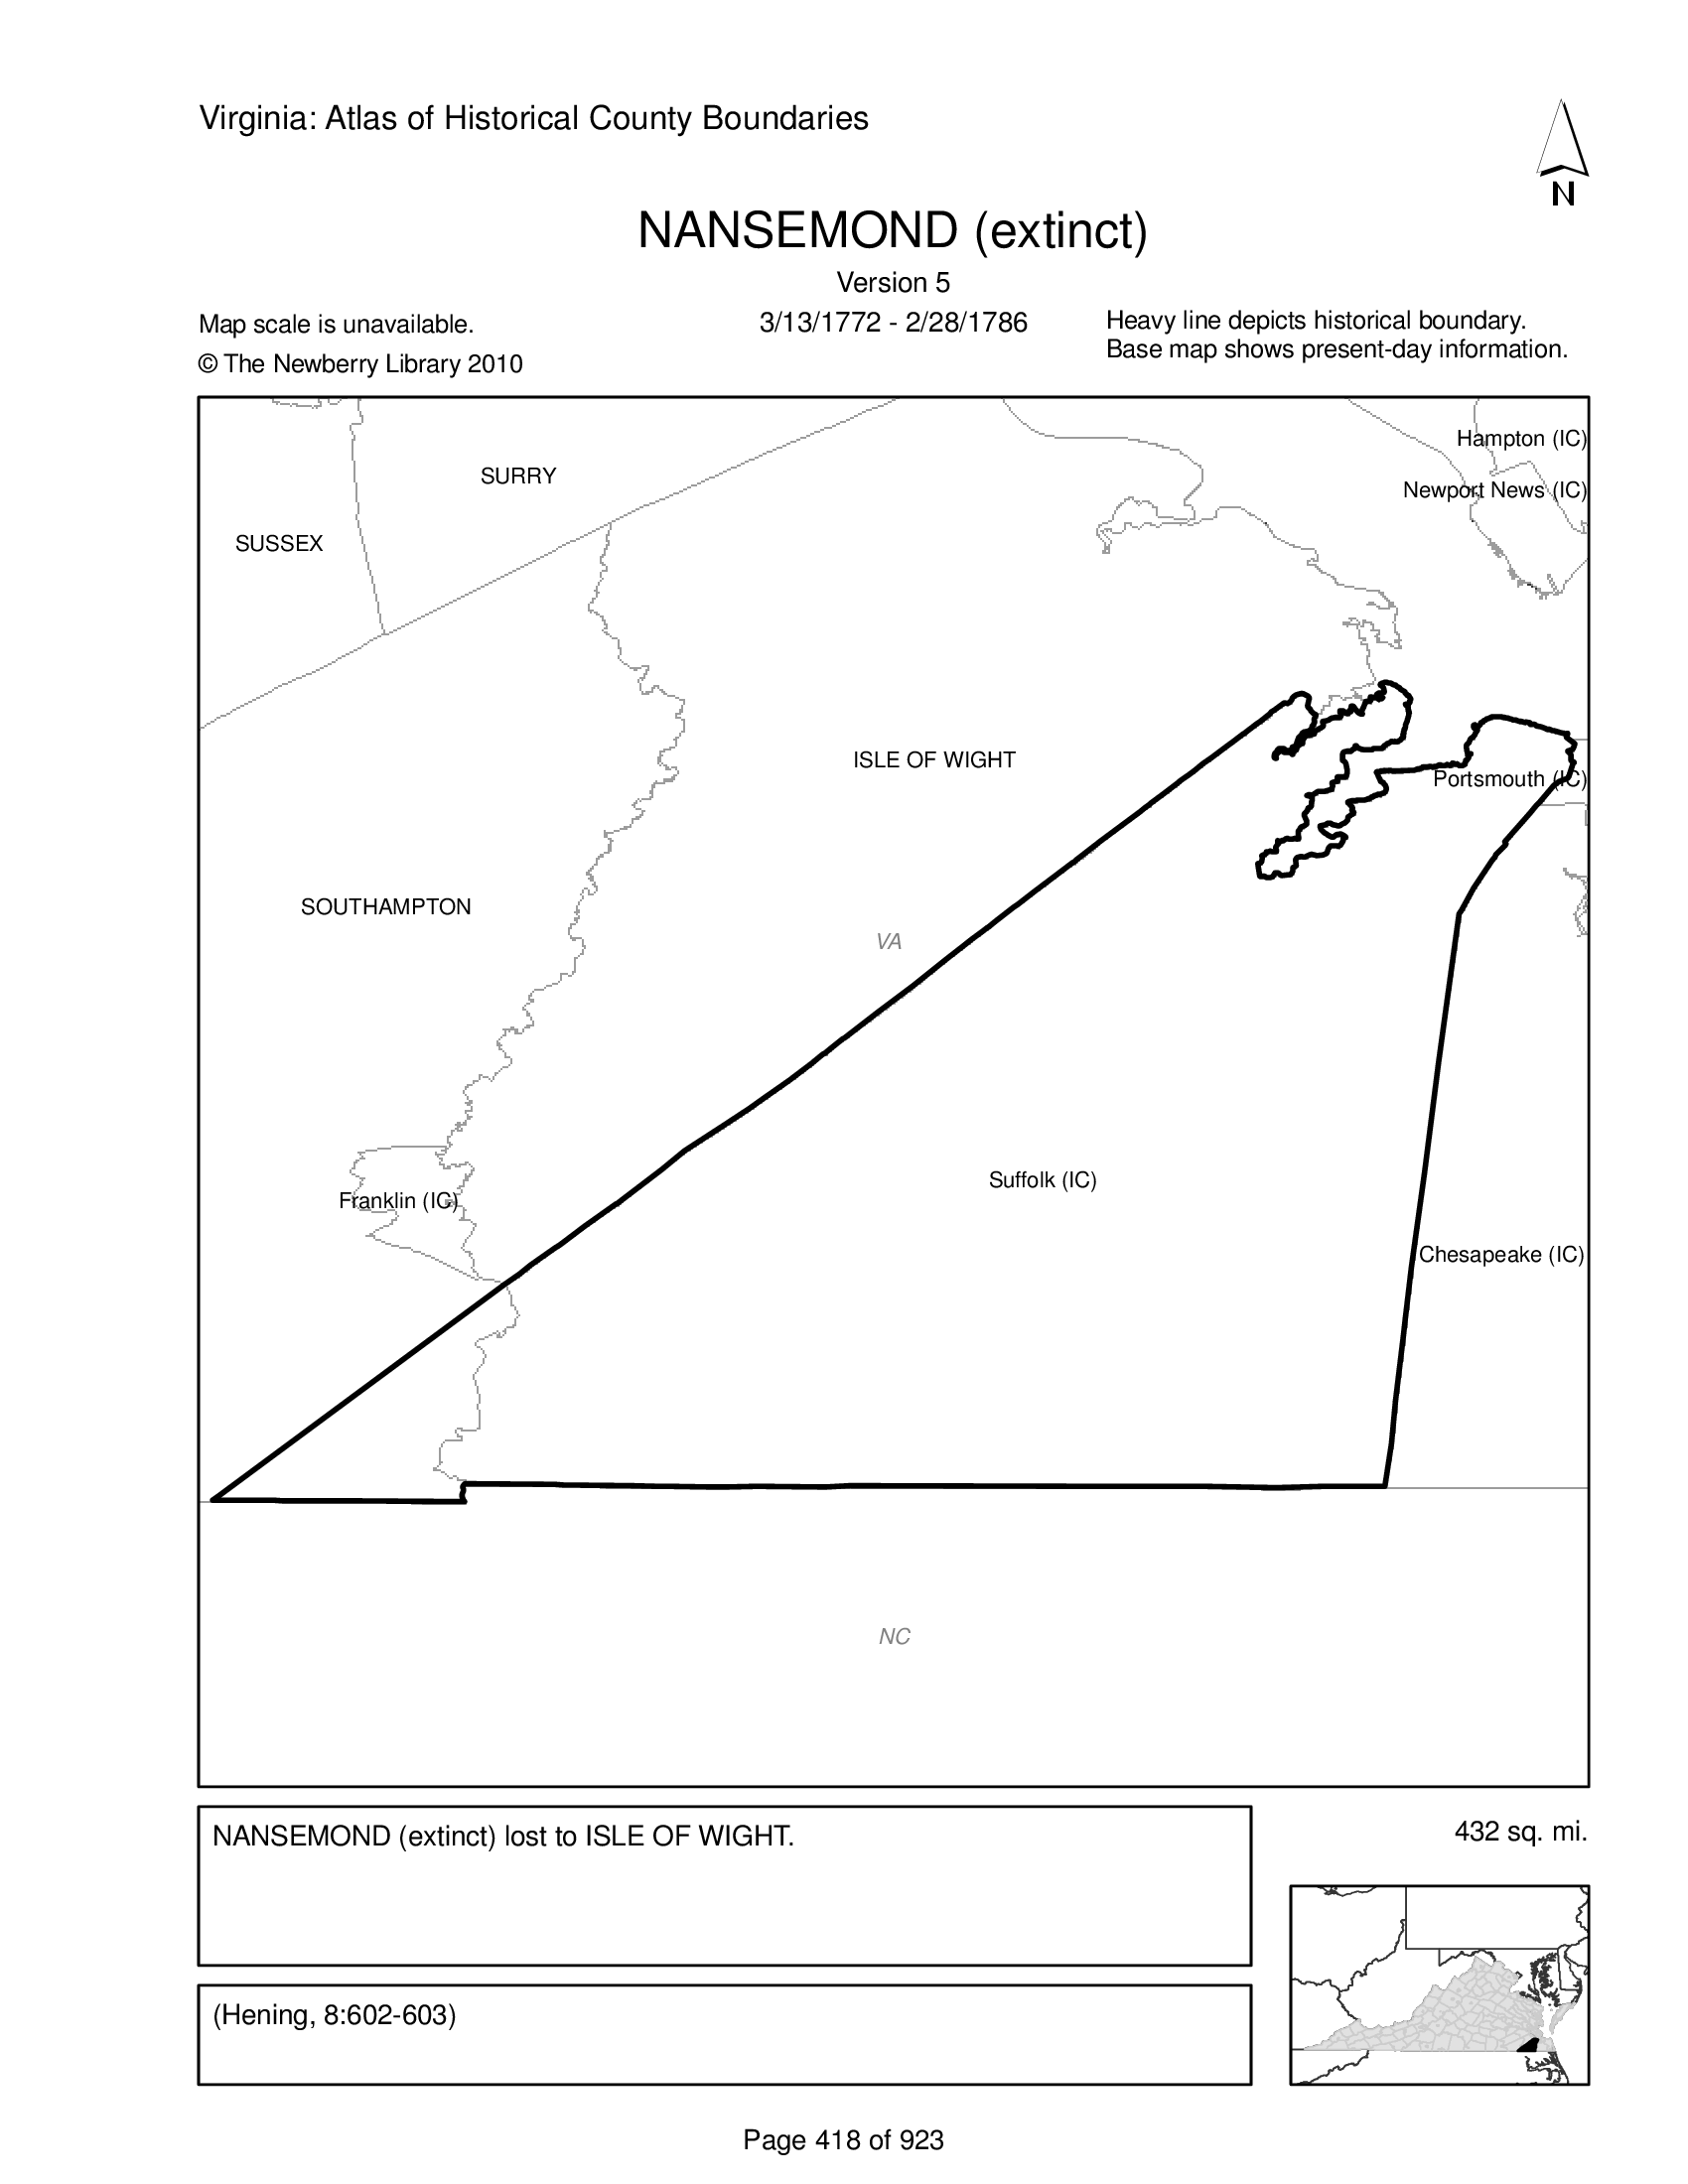 Virginia: Atlas of Historical County Boundaries
N
NANSEMOND (extinct)
Version 5
3/13/1772 - 2/28/1786
Map scale is unavailable.
© The Newberry Library 2010
Heavy line depicts historical boundary.
Base map shows present-day information.
Hampton (IC)
SURRY
Newport News (IC)
SUSSEX
ISLE OF WIGHT
Portsmouth (IC)
SOUTHAMPTON
VA
Suffolk (IC)
Franklin (IC)
Chesapeake (IC)
NC
NANSEMOND (extinct) lost to ISLE OF WIGHT.
432 sq. mi.
(Hening, 8:602-603)
Page 418 of 923